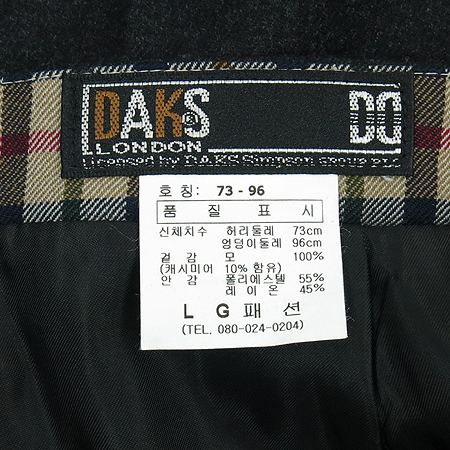 DAKS DO
LONDON
Licensed by DAKS Simpson GROUP PLC
호 칭: 73 - 96
품 질 표 시
신체치수 허리둘레 73cm
엉덩이둘레 96cm
겉 감 모 100%
(캐시미어 10% 함유)
안 감 폴리에스텔 55%
레 이 온 45%
L G 패 션
(TEL. 080-024-0204)